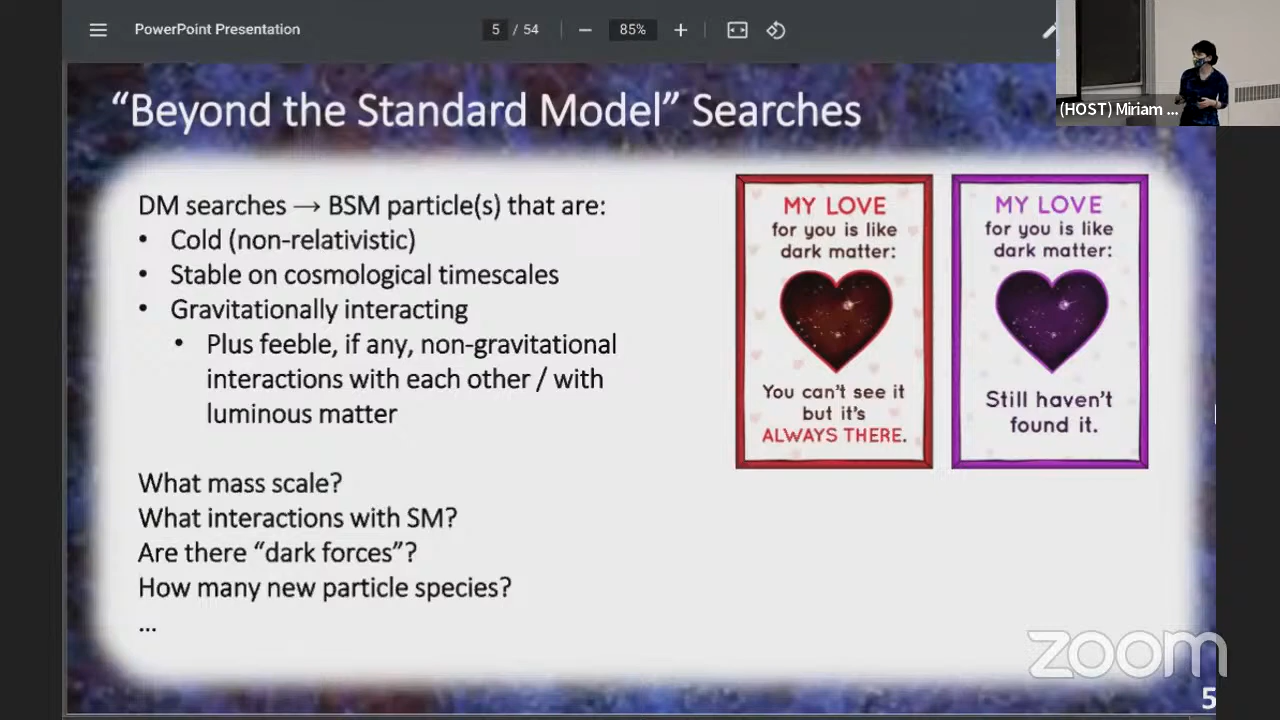 PowerPoint Presentation
5 / 54
85%
(HOST) Miriam ...
“Beyond the Standard Model” Searches
DM searches → BSM particle(s) that are:
• Cold (non-relativistic)
• Stable on cosmological timescales
• Gravitationally interacting
• Plus feeble, if any, non-gravitational
interactions with each other / with
luminous matter
What mass scale?
What interactions with SM?
Are there “dark forces”?
How many new particle species?
...
MY LOVE
for you is like
dark matter:
You can't see it
but it's
ALWAYS THERE.
MY LOVE
for you is like
dark matter:
Still haven't
found it.
zoom
5